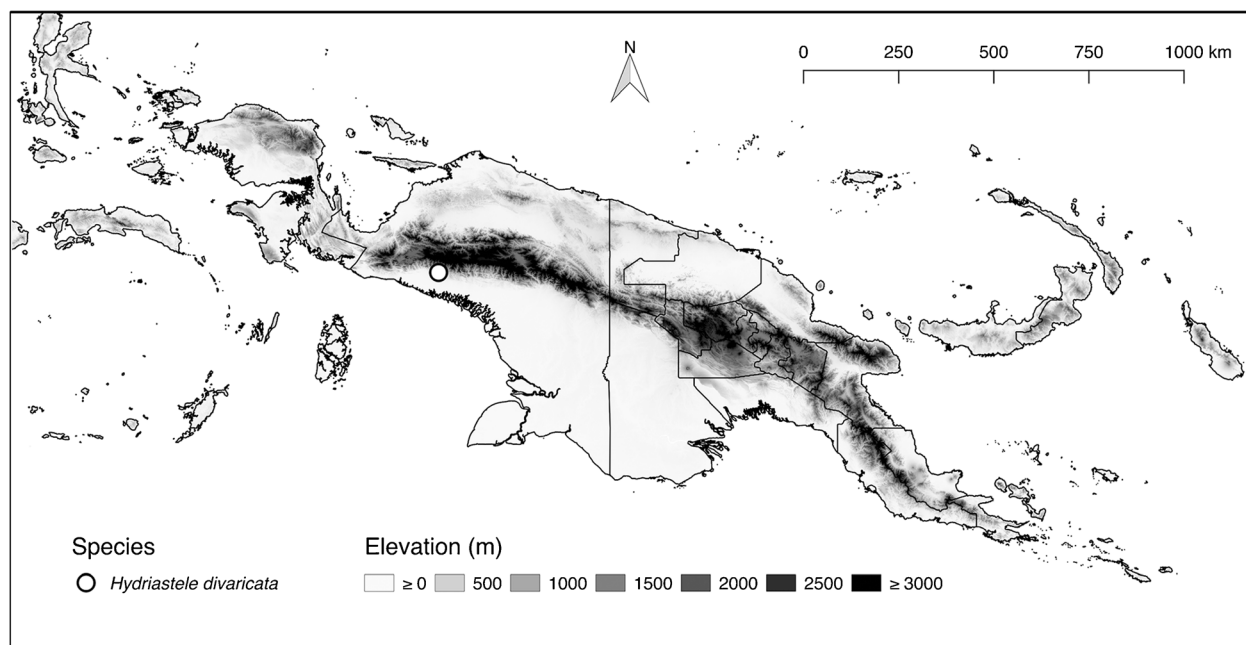 N
0 250 500 750 1000 km
Species
Hydriastele divaricata
Elevation (m)
≥ 0 500 1000 1500 2000 2500 ≥ 3000